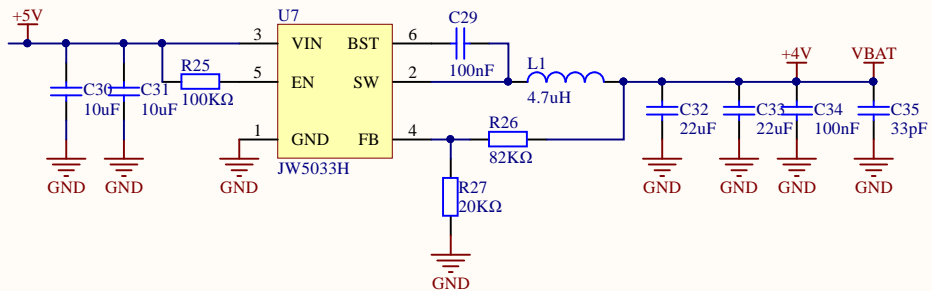 +5V
U7
C29
100nF
3
VIN
BST
6
R25
100KΩ
5
EN
SW
2
L1
4.7uH
+4V
VBAT
C30
10uF
C31
10uF
1
GND
FB
4
R26
82KΩ
C32
22uF
C33
22uF
C34
100nF
C35
33pF
JW5033H
R27
20KΩ
GND
GND
GND
GND
GND
GND
GND
GND